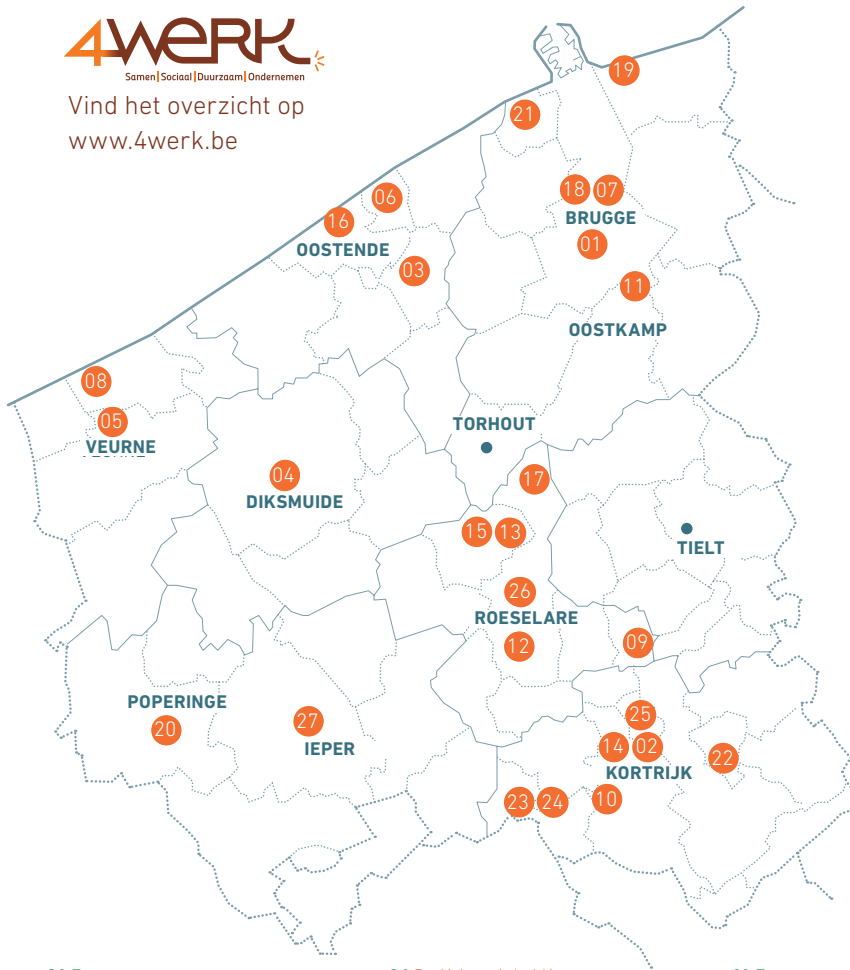 4WERK
Samen|Sociaal|Duurzaam|Ondernemen
Vind het overzicht op
www.4werk.be
19
21
18 07
06
BRUGGE
16
OOSTENDE
01
03
11
OOSTKAMP
08
05
VEURNE
TORHOUT
04
DIKSMUIDE
17
15 13
TIELT
26
ROESELARE
12
09
POPERINGE
20
27
IEPER
25
14 02
22
KORTRIJK
23 24
10